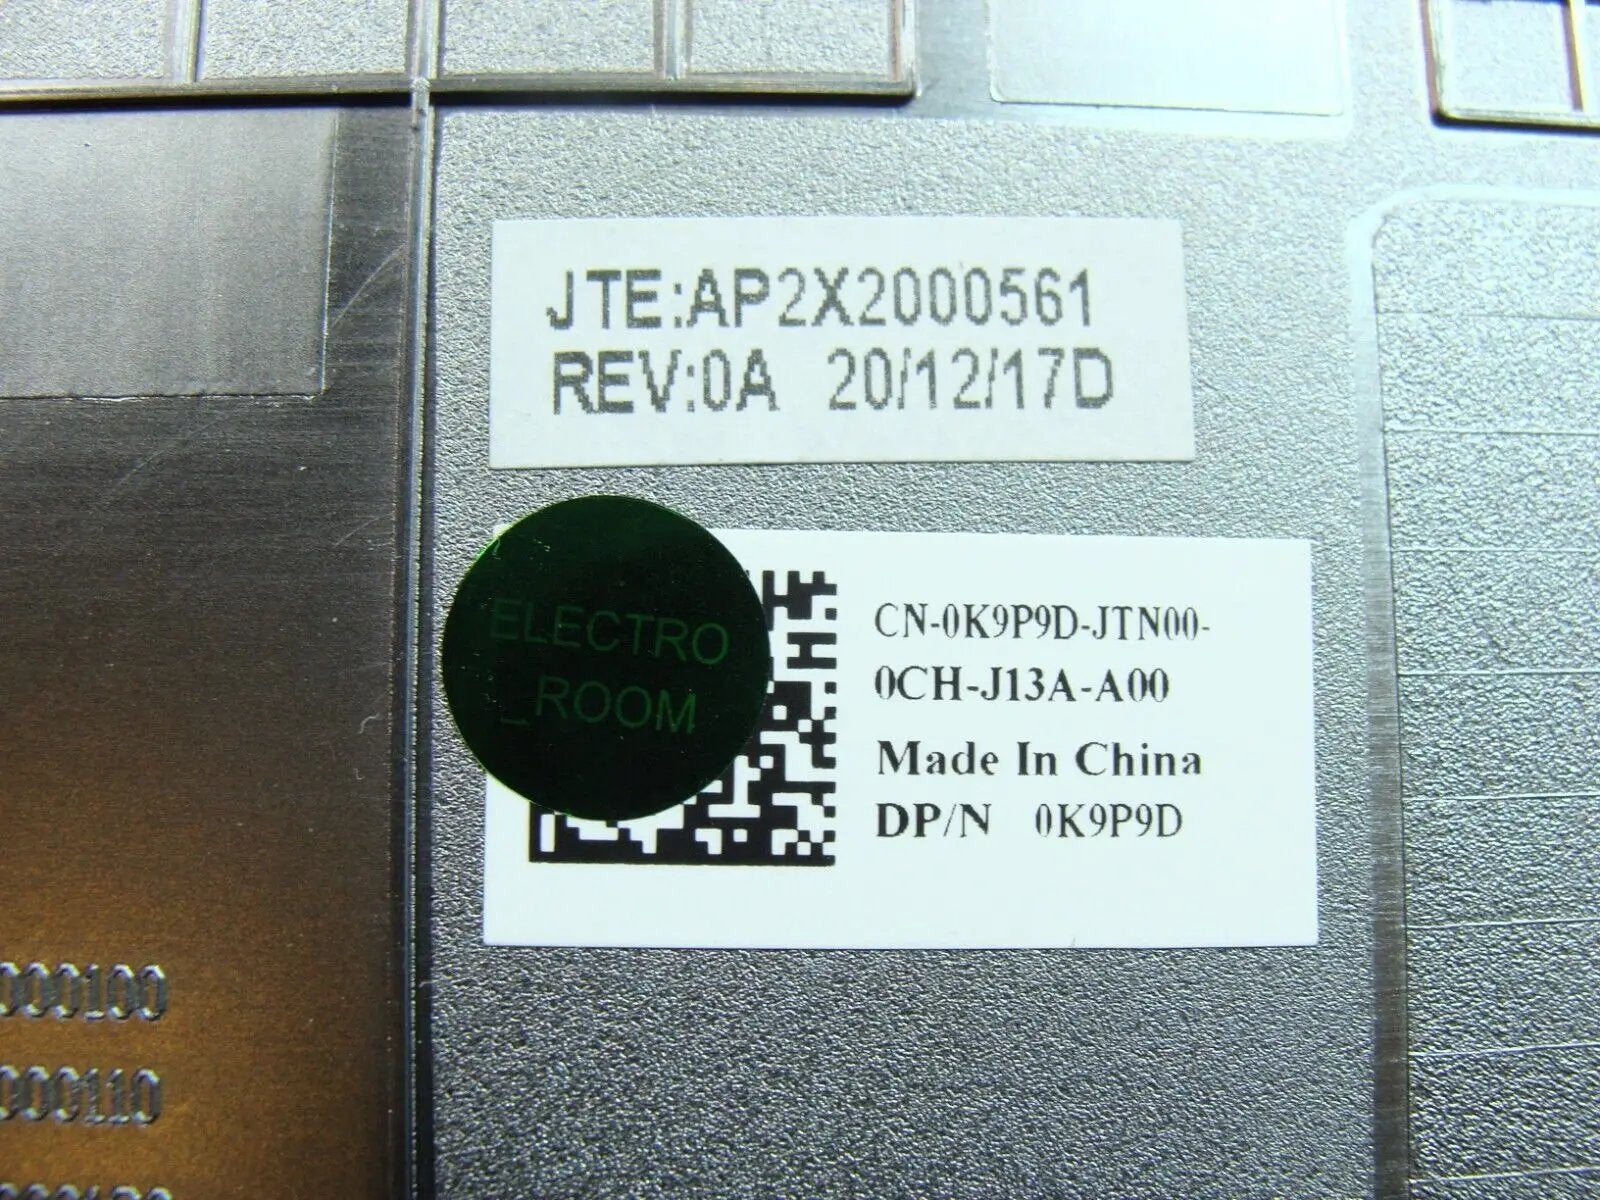 JTE:AP2X2000561
REV:0A 20/12/17D
ELECTRO
_ROOM
CN-0K9P9D-JTN00-
0CH-J13A-A00
Made In China
DP/N 0K9P9D
000100
000110